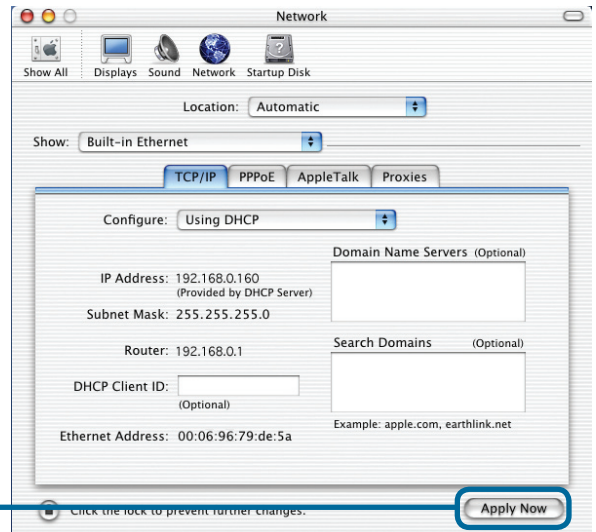 Network
Show All Displays Sound Network Startup Disk
Location: Automatic
Show: Built-in Ethernet
TCP/IP PPPoE AppleTalk Proxies
Configure: Using DHCP
Domain Name Servers (Optional)
IP Address: 192.168.0.160
(Provided by DHCP Server)
Subnet Mask: 255.255.255.0
Router: 192.168.0.1
Search Domains (Optional)
DHCP Client ID:
(Optional)
Example: apple.com, earthlink.net
Ethernet Address: 00:06:96:79:de:5a
Click the lock to prevent further changes.
Apply Now